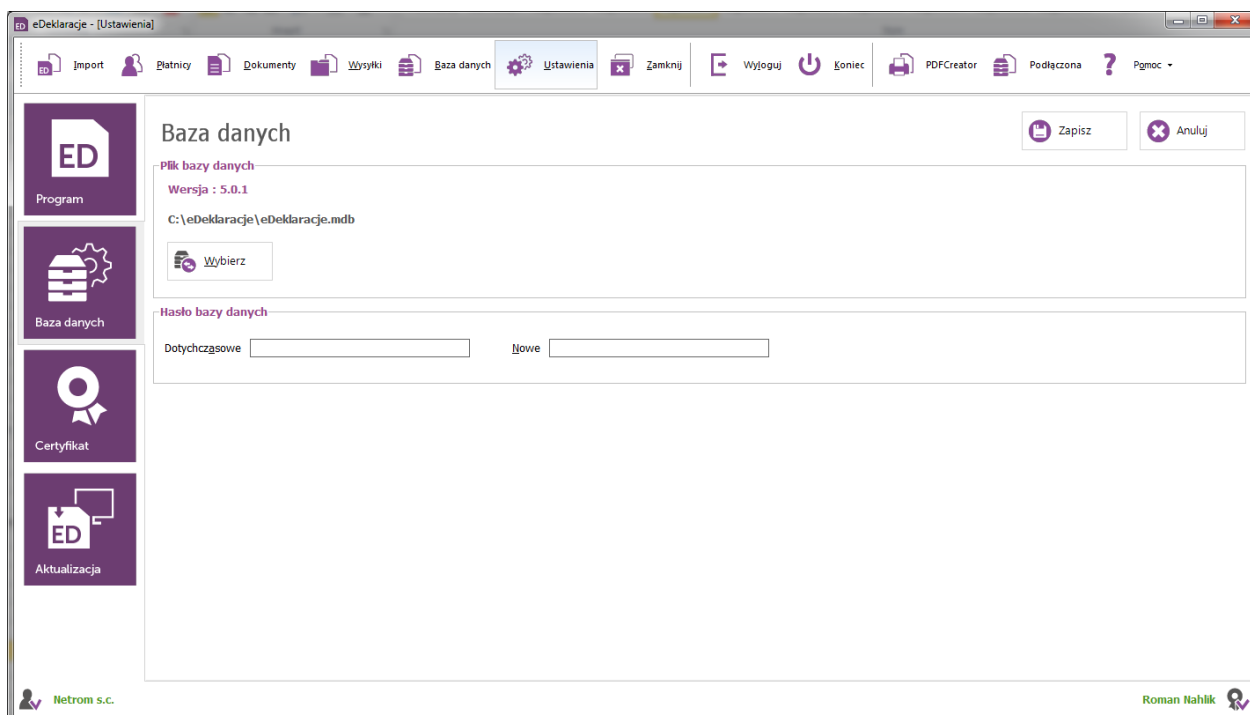 ED eDeklaracje - [Ustawienia]
ED Import Płatnicy Dokumenty Wysyłki Baza danych Ustawienia Zamknij Wyloguj Koniec PDFCreator Podłączona ? Pomoc
ED
Program
Baza danych
Certyfikat
ED
Aktualizacja
Baza danych
Zapisz
Anuluj
Plik bazy danych
Wersja : 5.0.1
C:\eDeklaracje\eDeklaracje.mdb
Wybierz
Hasło bazy danych
Dotychczasowe Nowe
Netrom s.c. Roman Nahlik